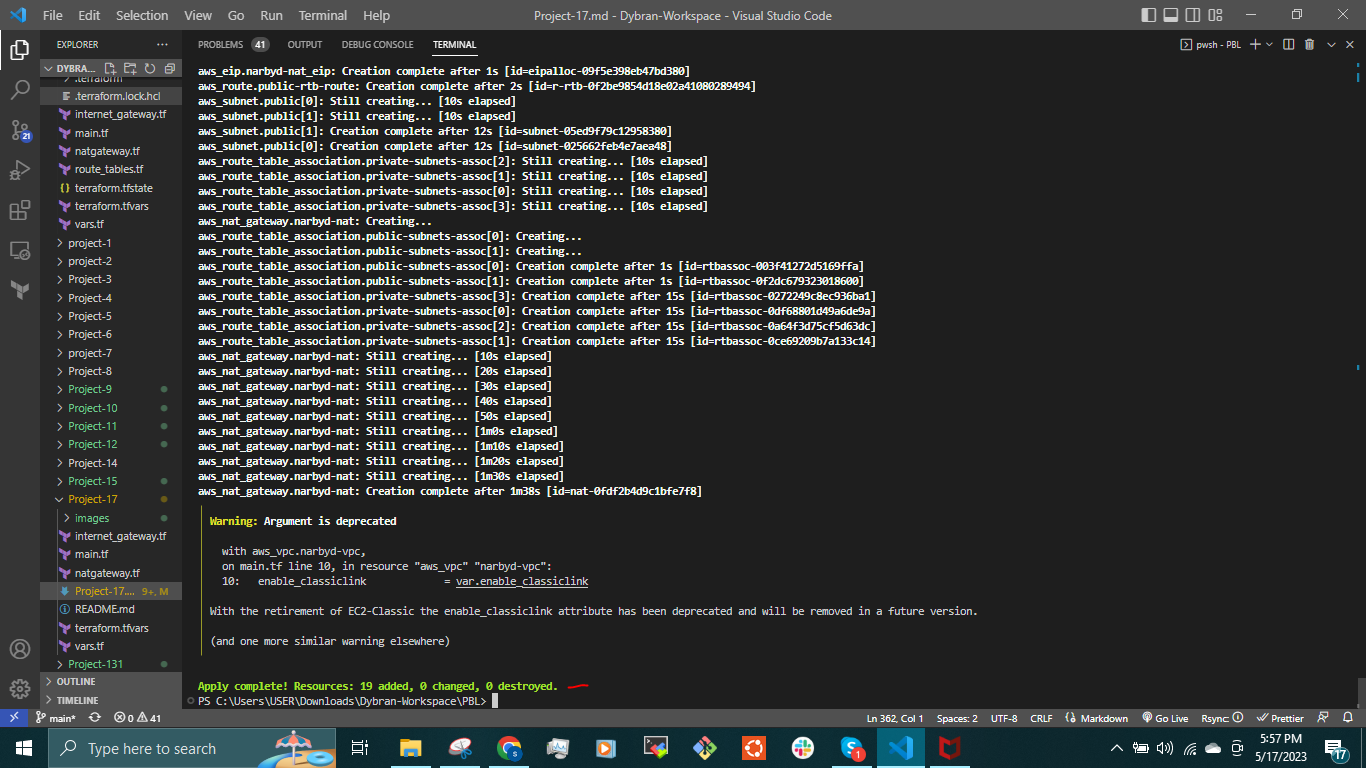 File Edit Selection View Go Run Terminal Help
Project-17.md - Dybran-Workspace - Visual Studio Code
EXPLORER
DYBRA...
.terraform
.terraform.lock.hcl
internet_gateway.tf
main.tf
natgateway.tf
route_tables.tf
terraform.tfstate
terraform.tfvars
vars.tf
project-1
project-2
Project-3
Project-4
Project-5
Project-6
project-7
Project-8
Project-9
Project-10
Project-11
Project-12
Project-14
Project-15
Project-17
images
internet_gateway.tf
main.tf
natgateway.tf
Project-17.... 9+, M
README.md
terraform.tfvars
vars.tf
Project-131
OUTLINE
TIMELINE
21
PROBLEMS 41 OUTPUT DEBUG CONSOLE TERMINAL
pwsh - PBL
aws_eip.narbyd-nat_eip: Creation complete after 1s [id=eipalloc-09f5e398eb47bd380]
aws_route.public-rtb-route: Creation complete after 2s [id=r-rtb-0f2be9854d18e02a41080289494]
aws_subnet.public[0]: Still creating... [10s elapsed]
aws_subnet.public[1]: Still creating... [10s elapsed]
aws_subnet.public[1]: Creation complete after 12s [id=subnet-05ed9f79c12958380]
aws_subnet.public[0]: Creation complete after 12s [id=subnet-025662feb4e7aea48]
aws_route_table_association.private-subnets-assoc[2]: Still creating... [10s elapsed]
aws_route_table_association.private-subnets-assoc[1]: Still creating... [10s elapsed]
aws_route_table_association.private-subnets-assoc[0]: Still creating... [10s elapsed]
aws_route_table_association.private-subnets-assoc[3]: Still creating... [10s elapsed]
aws_nat_gateway.narbyd-nat: Creating...
aws_route_table_association.public-subnets-assoc[0]: Creating...
aws_route_table_association.public-subnets-assoc[1]: Creating...
aws_route_table_association.public-subnets-assoc[0]: Creation complete after 1s [id=rtbassoc-003f41272d5169ffa]
aws_route_table_association.public-subnets-assoc[1]: Creation complete after 1s [id=rtbassoc-0f2dc679323018600]
aws_route_table_association.private-subnets-assoc[3]: Creation complete after 15s [id=rtbassoc-0272249c8ec936ba1]
aws_route_table_association.private-subnets-assoc[0]: Creation complete after 15s [id=rtbassoc-0df68801d49a6de9a]
aws_route_table_association.private-subnets-assoc[2]: Creation complete after 15s [id=rtbassoc-0a64f3d75cf5d63dc]
aws_route_table_association.private-subnets-assoc[1]: Creation complete after 15s [id=rtbassoc-0ce69209b7a133c14]
aws_nat_gateway.narbyd-nat: Still creating... [10s elapsed]
aws_nat_gateway.narbyd-nat: Still creating... [20s elapsed]
aws_nat_gateway.narbyd-nat: Still creating... [30s elapsed]
aws_nat_gateway.narbyd-nat: Still creating... [40s elapsed]
aws_nat_gateway.narbyd-nat: Still creating... [50s elapsed]
aws_nat_gateway.narbyd-nat: Still creating... [1m0s elapsed]
aws_nat_gateway.narbyd-nat: Still creating... [1m10s elapsed]
aws_nat_gateway.narbyd-nat: Still creating... [1m20s elapsed]
aws_nat_gateway.narbyd-nat: Still creating... [1m30s elapsed]
aws_nat_gateway.narbyd-nat: Creation complete after 1m38s [id=nat-0fdf2b4d9c1bfe7f8]
Warning: Argument is deprecated
with aws_vpc.narbyd-vpc,
on main.tf line 10, in resource "aws_vpc" "narbyd-vpc":
10: enable_classiclink = var.enable_classiclink
With the retirement of EC2-Classic the enable_classiclink attribute has been deprecated and will be removed in a future version.
(and one more similar warning elsewhere)
Apply complete! Resources: 19 added, 0 changed, 0 destroyed.
PS C:\Users\USER\Downloads\Dybran-Workspace\PBL>
main* 0 41 Ln 362, Col 1 Spaces: 2 UTF-8 CRLF Markdown Go Live Rsync: Prettier
Type here to search
1
5:57 PM
5/17/2023
17